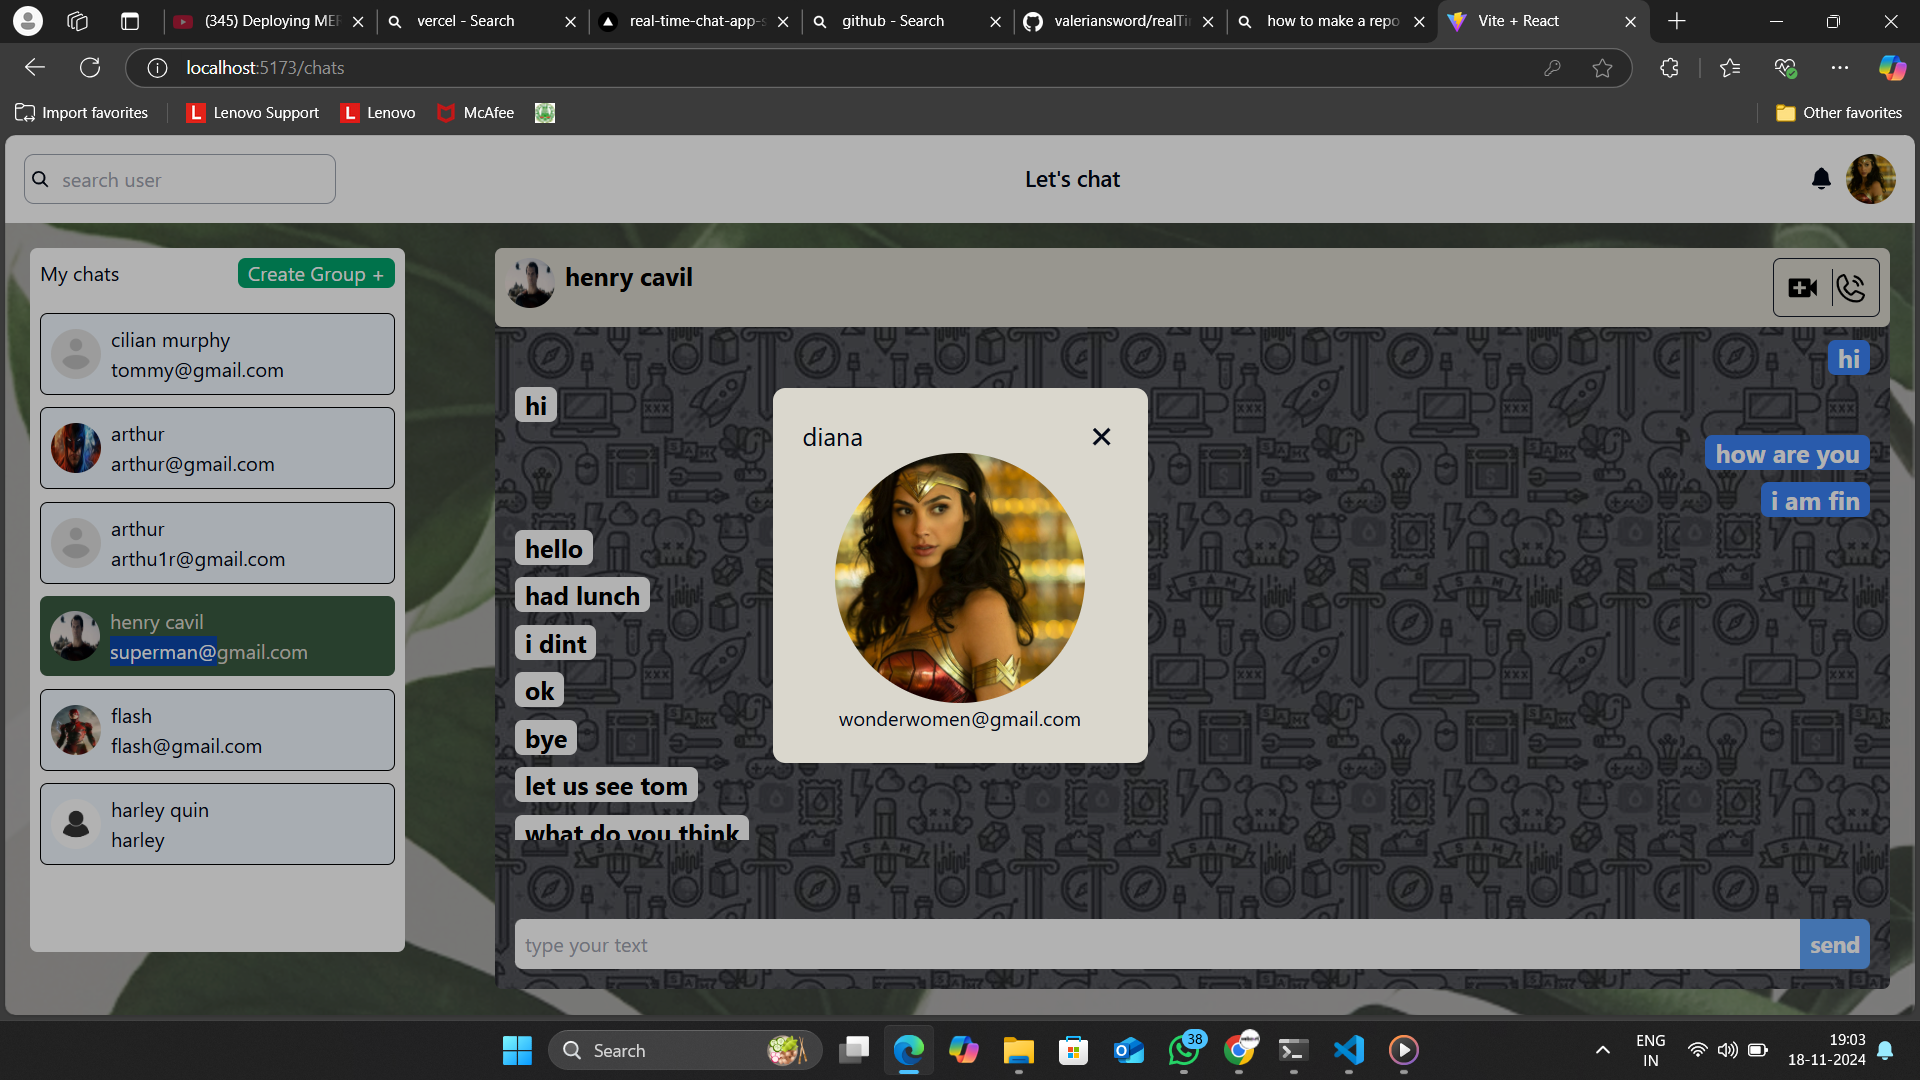 (345) Deploying MER
vercel - Search
real-time-chat-app-s
github - Search
valeriansword/realTi
how to make a repo
Vite + React
localhost:5173/chats
Import favorites
L Lenovo Support
L Lenovo
McAfee
Other favorites
search user
Let's chat
My chats
Create Group +
cilian murphy
tommy@gmail.com
arthur
arthur@gmail.com
arthur
arthu1r@gmail.com
henry cavil
superman@gmail.com
flash
flash@gmail.com
harley quin
harley
henry cavil
hi
hi
how are you
i am fin
hello
had lunch
i dint
ok
bye
let us see tom
what do you think
diana
wonderwomen@gmail.com
type your text
send
Search
38
ENG
IN
19:03
18-11-2024